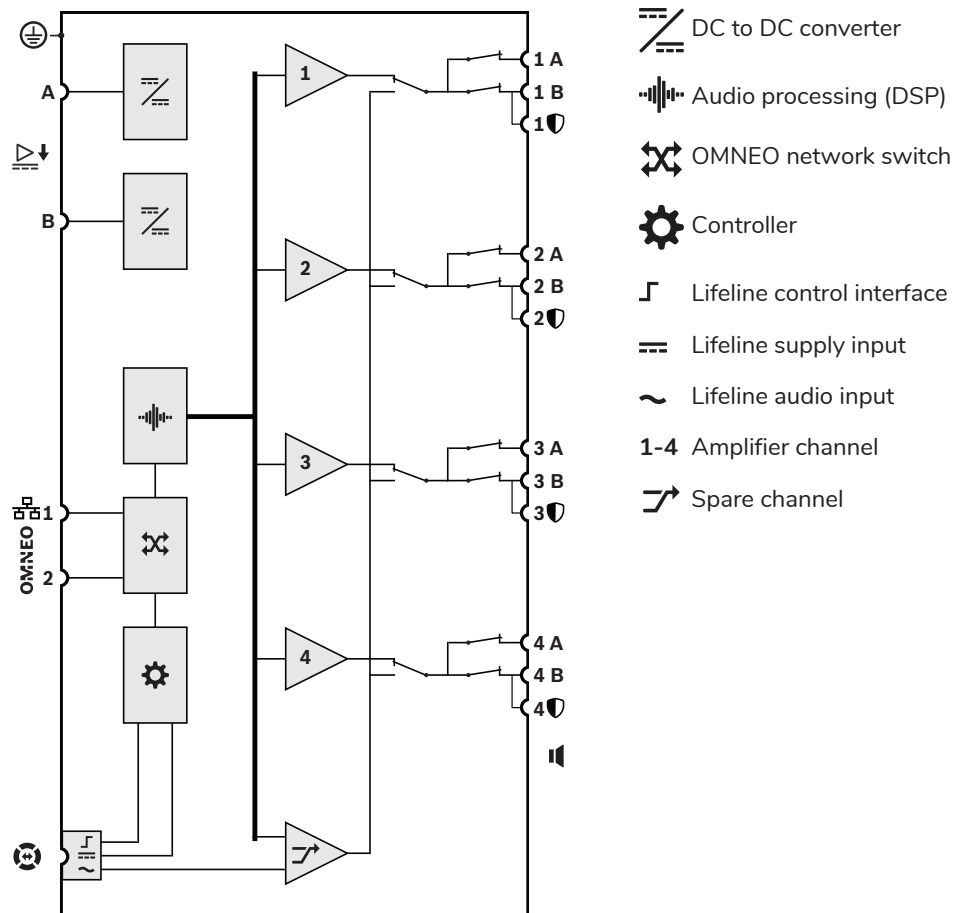 A
B
1
OMNEO
2
1
1 A
1 B
1
2
2 A
2 B
2
3
3 A
3 B
3
4
4 A
4 B
4
DC to DC converter
Audio processing (DSP)
OMNEO network switch
Controller
Lifeline control interface
Lifeline supply input
Lifeline audio input
1-4 Amplifier channel
Spare channel